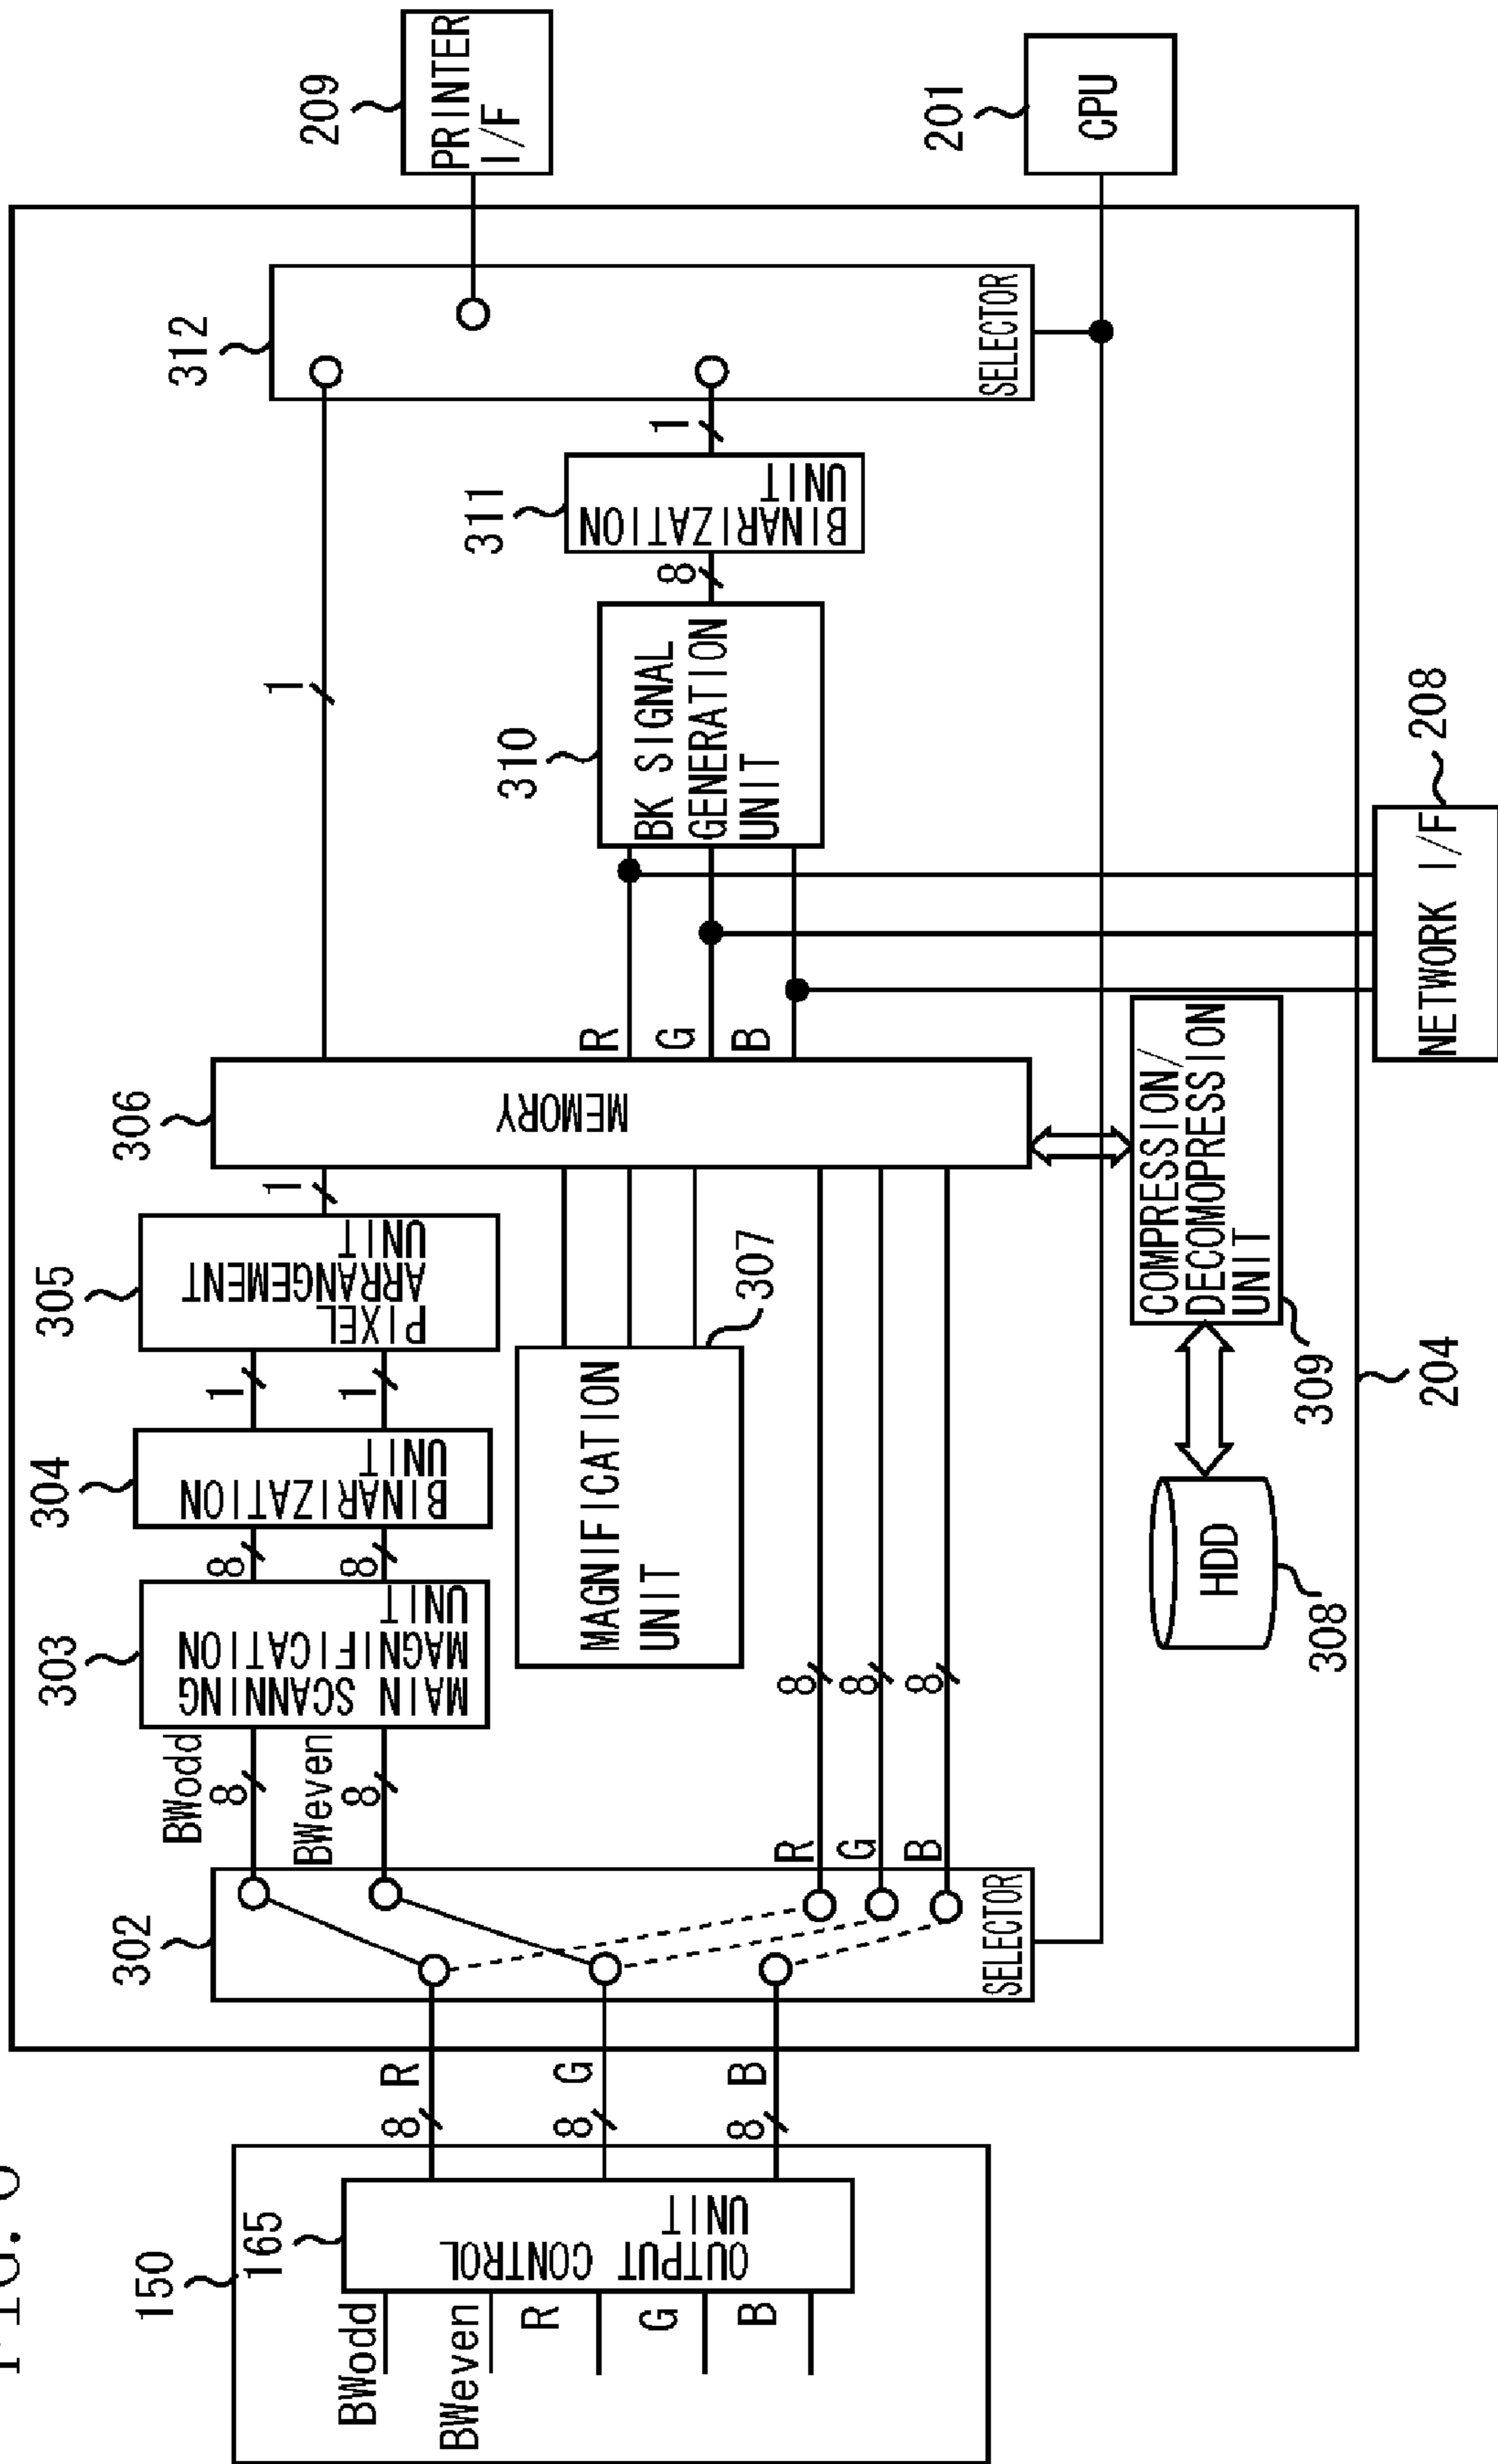 150
165
BWodd
BWeven
R
G
B
OUTPUT CONTROL
UNIT
8
R
8
G
8
B
302
SELECTOR
BWodd
8
BWeven
8
R
G
B
8
8
8
303
MAIN SCANNING
MAGNIFICATION
UNIT
8
8
304
BINARIZATION
UNIT
1
1
305
PIXEL
ARRANGEMENT
UNIT
1
MAGNIFICATION
UNIT
307
306
MEMORY
HDD
308
COMPRESSION/
DECOMOPRESSION
UNIT
309
204
R
G
B
1
310
BK SIGNAL
GENERATION
UNIT
8
311
BINARIZATION
UNIT
1
312
SELECTOR
NETWORK I/F
208
209
PRINTER
I/F
201
CPU